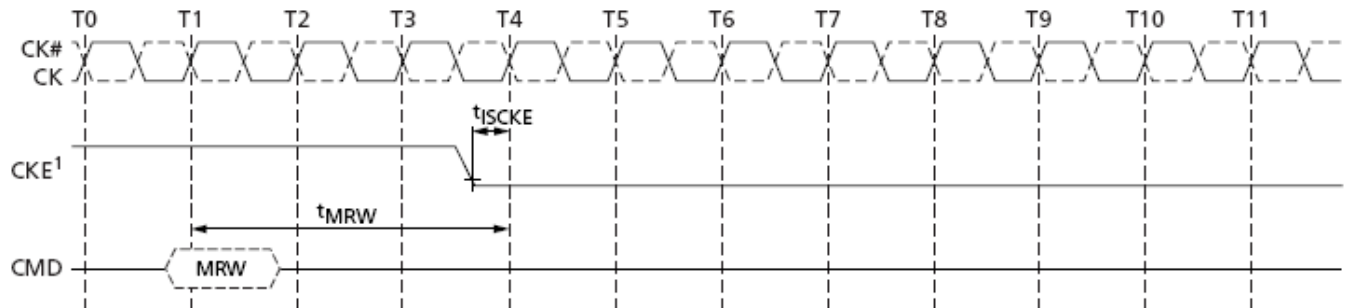 T0 T1 T2 T3 T4 T5 T6 T7 T8 T9 T10 T11
CK#
CK
tISCKE
CKE1
tMRW
CMD MRW